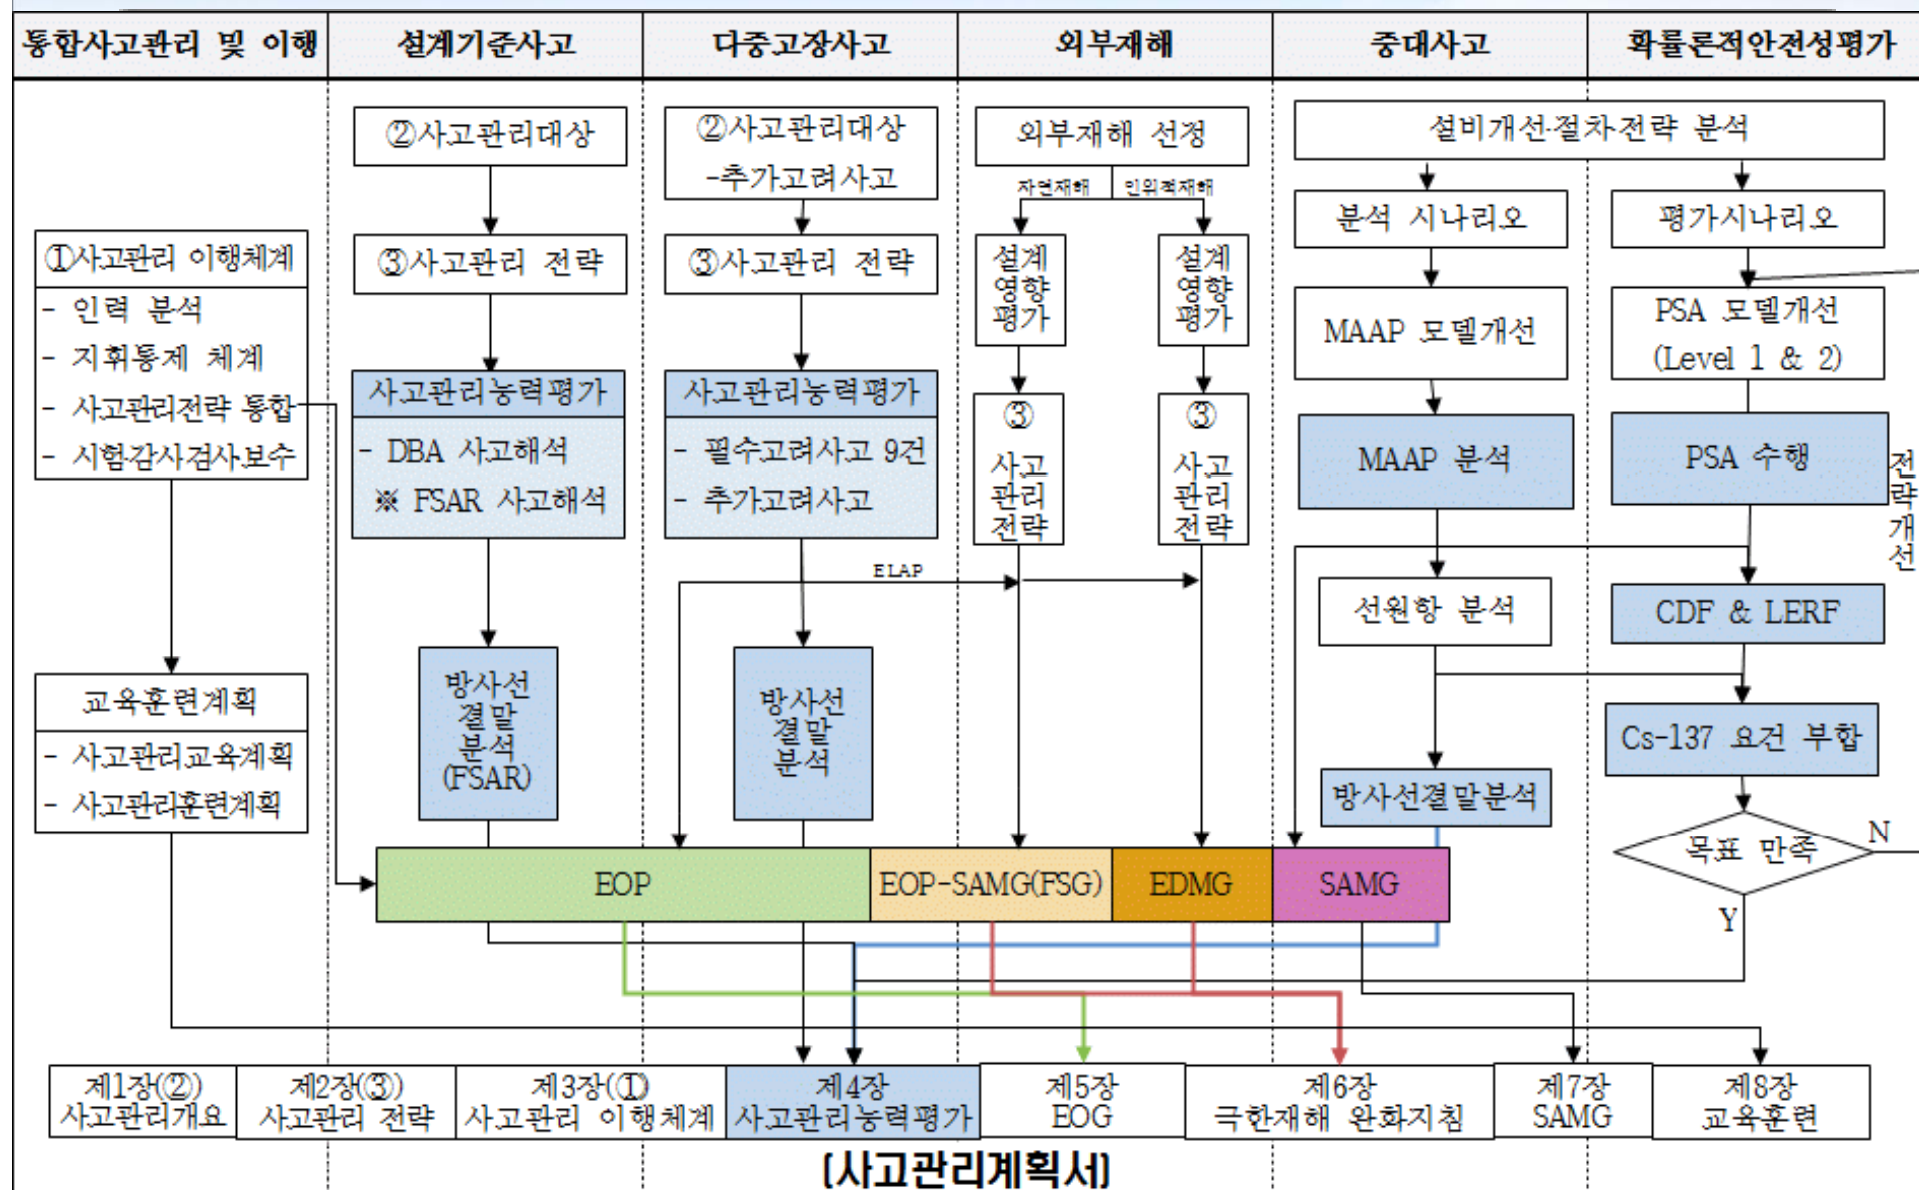 통합사고관리 및 이행
설계기준사고
다중고장사고
외부재해
중대사고
확률론적안전성평가
①사고관리 이행체계
- 인력 분석
- 지휘통제 체계
- 사고관리전략 통합
- 시험·감사·검사·보수
교육훈련계획
- 사고관리교육계획
- 사고관리훈련계획
②사고관리대상
③사고관리 전략
사고관리능력평가
- DBA 사고해석
※ FSAR 사고해석
방사선
결말
분석
(FSAR)
②사고관리대상
-추가고려사고
③사고관리 전략
사고관리능력평가
- 필수고려사고 9건
- 추가고려사고
ELAP
방사선
결말
분석
외부재해 선정
자연재해
인위적재해
설계
영향
평가
설계
영향
평가
③
사고
관리
전략
③
사고
관리
전략
설비개선·절차·전략 분석
분석 시나리오
MAAP 모델개선
MAAP 분석
선원항 분석
방사선결말분석
평가시나리오
PSA 모델개선
(Level 1 & 2)
PSA 수행
전략개선
CDF & LERF
Cs-137 요건 부합
목표 만족
N
Y
EOP
EOP-SAMG(FSG)
EDMG
SAMG
제1장(②)
사고관리개요
제2장(③)
사고관리 전략
제3장(①)
사고관리 이행체계
제4장
사고관리능력평가
제5장
EOG
제6장
극한재해 완화지침
제7장
SAMG
제8장
교육훈련
(사고관리계획서)